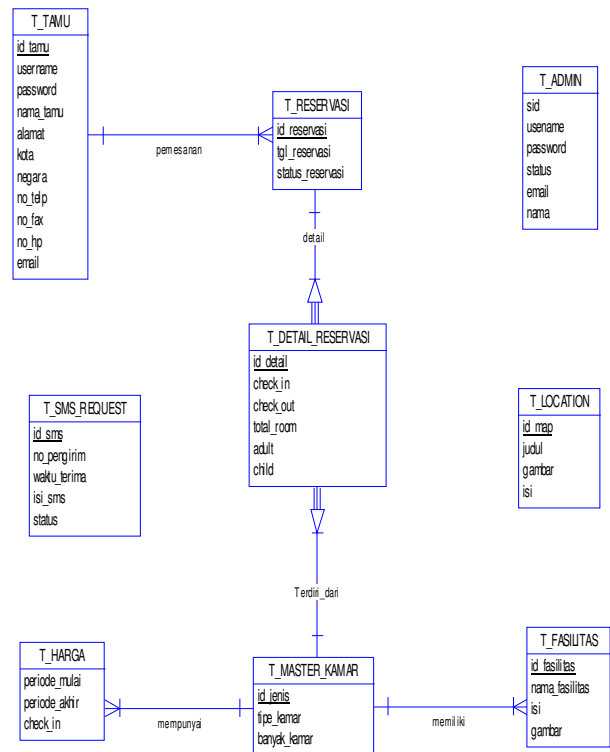 T_TAMU
id_tamu
username
password
nama_tamu
alamat
kota
negara
no_telp
no_fax
no_hp
email
pemesanan
T_RESERVASI
id_reservasi
tgl_reservasi
status_reservasi
T_ADMIN
sid
usename
password
status
email
nama
detail
T_DETAIL_RESERVASI
id_detail
check_in
check_out
total_room
adult
child
T_SMS_REQUEST
id_sms
no_pengirim
waktu_terima
isi_sms
status
T_LOCATION
id_map
judul
gambar
isi
Terdiri_dari
T_HARGA
periode_mulai
periode_akhir
check_in
mempunyai
T_MASTER_KAMAR
id_jenis
tipe_kamar
banyak_kamar
memiliki
T_FASILITAS
id_fasilitas
nama_fasilitas
isi
gambar